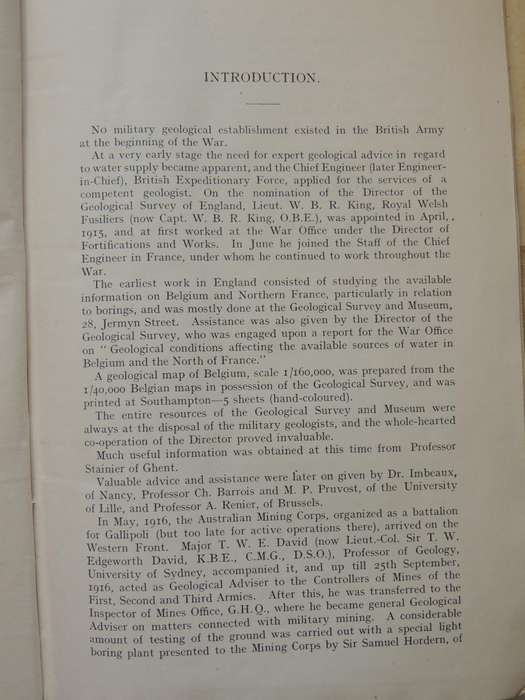 INTRODUCTION.
No military geological establishment existed in the British Army
at the beginning of the War.
At a very early stage the need for expert geological advice in regard
to water supply became apparent, and the Chief Engineer (later Engineer-
in-Chief), British Expeditionary Force, applied for the services of a
competent geologist. On the nomination of the Director of the
Geological Survey of England, Lieut. W. B. R. King, Royal Welsh
Fusiliers (now Capt. W. B. R. King, O.B.E.), was appointed in April,
1915, and at first worked at the War Office under the Director of
Fortifications and Works. In June he joined the Staff of the Chief
Engineer in France, under whom he continued to work throughout the
War.
The earliest work in England consisted of studying the available
information on Belgium and Northern France, particularly in relation
to borings, and was mostly done at the Geological Survey and Museum,
28, Jermyn Street. Assistance was also given by the Director of the
Geological Survey, who was engaged upon a report for the War Office
on " Geological conditions affecting the available sources of water in
Belgium and the North of France."
A geological map of Belgium, scale 1/160,000, was prepared from the
1/40,000 Belgian maps in possession of the Geological Survey, and was
printed at Southampton—5 sheets (hand-coloured).
The entire resources of the Geological Survey and Museum were
always at the disposal of the military geologists, and the whole-hearted
co-operation of the Director proved invaluable.
Much useful information was obtained at this time from Professor
Stainier of Ghent.
Valuable advice and assistance were later on given by Dr. Imbeaux,
of Nancy, Professor Ch. Barrois and M. P. Pruvost, of the University
of Lille, and Professor A. Renier, of Brussels.
In May, 1916, the Australian Mining Corps, organized as a battalion
for Gallipoli (but too late for active operations there), arrived on the
Western Front. Major T. W. E. David (now Lieut.-Col. Sir T. W.
Edgeworth David, K.B.E., C.M.G., D.S.O.), Professor of Geology,
University of Sydney, accompanied it, and up till 25th September,
1916, acted as Geological Adviser to the Controllers of Mines of the
First, Second and Third Armies. After this, he was transferred to the
Inspector of Mines Office, G.H.Q., where he became general Geological
Adviser on matters connected with military mining. A considerable
amount of testing of the ground was carried out with a special light
boring plant presented to the Mining Corps by Sir Samuel Hordern, of